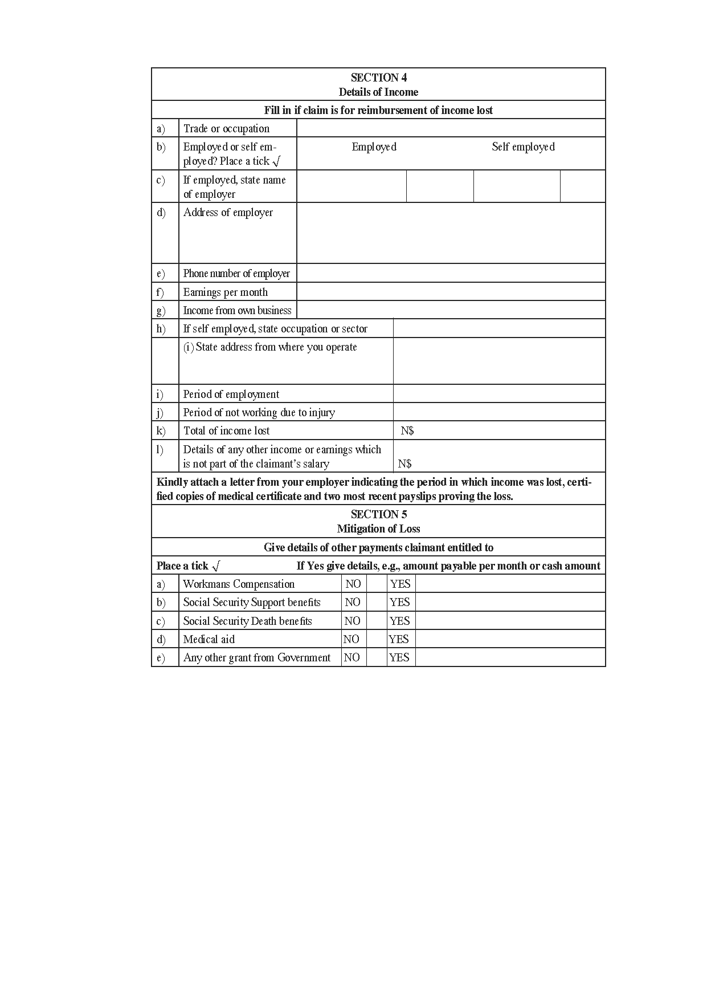 SECTION 4
Details of Income
Fill in if claim is for reimbursement of income lost
a) Trade or occupation
b) Employed or self em- Employed Self employed
ployed? Place a tick √
c) If employed, state name
of employer
d) Address of employer
e) Phone number of employer
f) Earnings per month
g) Income from own business
h) If self employed, state occupation or sector
(i) State address from where you operate
i) Period of employment
j) Period of not working due to injury
k) Total of income lost N$
l) Details of any other income or earnings which
is not part of the claimant’s salary N$
Kindly attach a letter from your employer indicating the period in which income was lost, certi-
fied copies of medical certificate and two most recent payslips proving the loss.
SECTION 5
Mitigation of Loss
Give details of other payments claimant entitled to
Place a tick √ If Yes give details, e.g., amount payable per month or cash amount
a) Workmans Compensation NO YES
b) Social Security Support benefits NO YES
c) Social Security Death benefits NO YES
d) Medical aid NO YES
e) Any other grant from Government NO YES